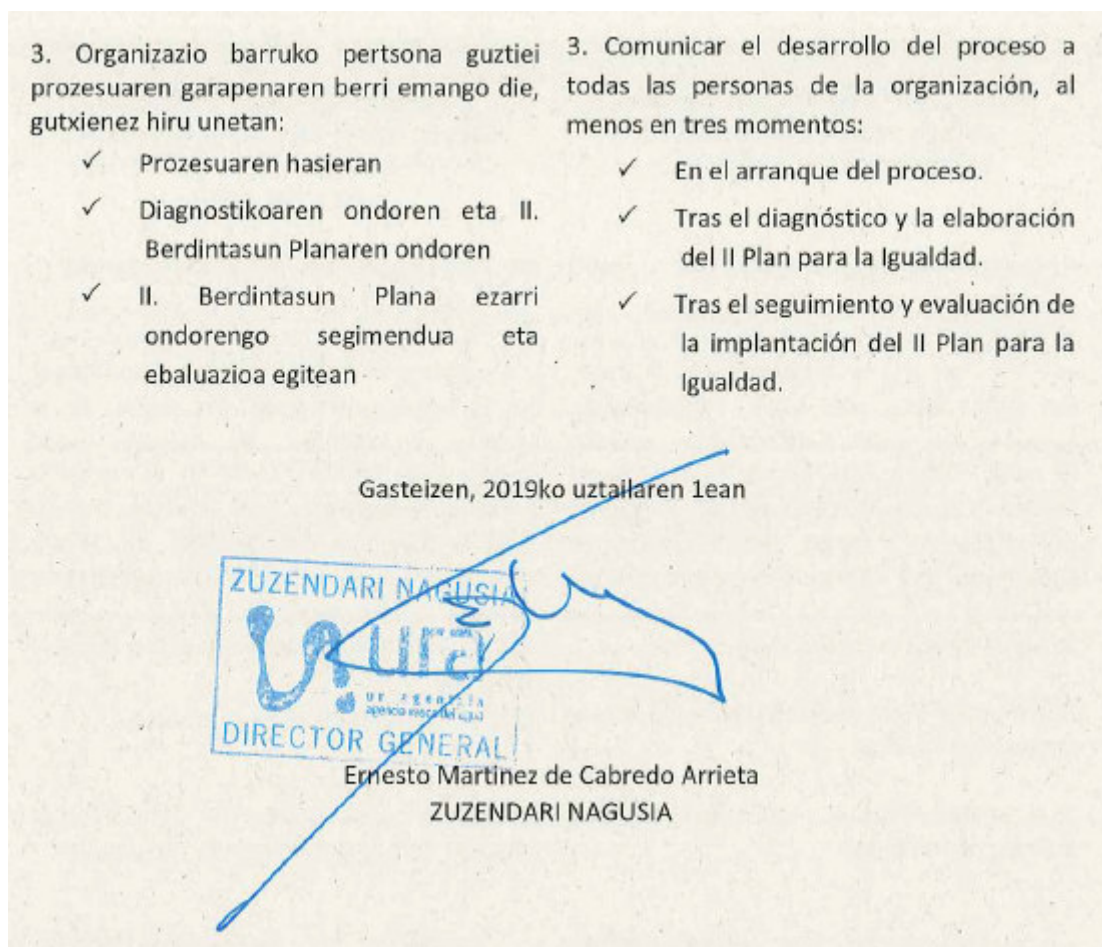 3. Organizazio barruko pertsona guztiei
prozesuaren garapenaren berri emango die,
gutxienez hiru unetan:
✓ Prozesuaren hasieran
✓ Diagnostikoaren ondoren eta II.
Berdintasun Planaren ondoren
✓ II. Berdintasun Plana ezarri
ondorengo segimendua eta
ebaluazioa egitean
3. Comunicar el desarrollo del proceso a
todas las personas de la organización, al
menos en tres momentos:
✓ En el arranque del proceso.
✓ Tras el diagnóstico y la elaboración
del II Plan para la Igualdad.
✓ Tras el seguimiento y evaluación de
la implantación del II Plan para la
Igualdad.
Gasteizen, 2019ko uztailaren 1ean
ZUZENDARI NAGUSIA
ura
ur agentzia
DIRECTOR GENERAL
Ernesto Martinez de Cabredo Arrieta
ZUZENDARI NAGUSIA